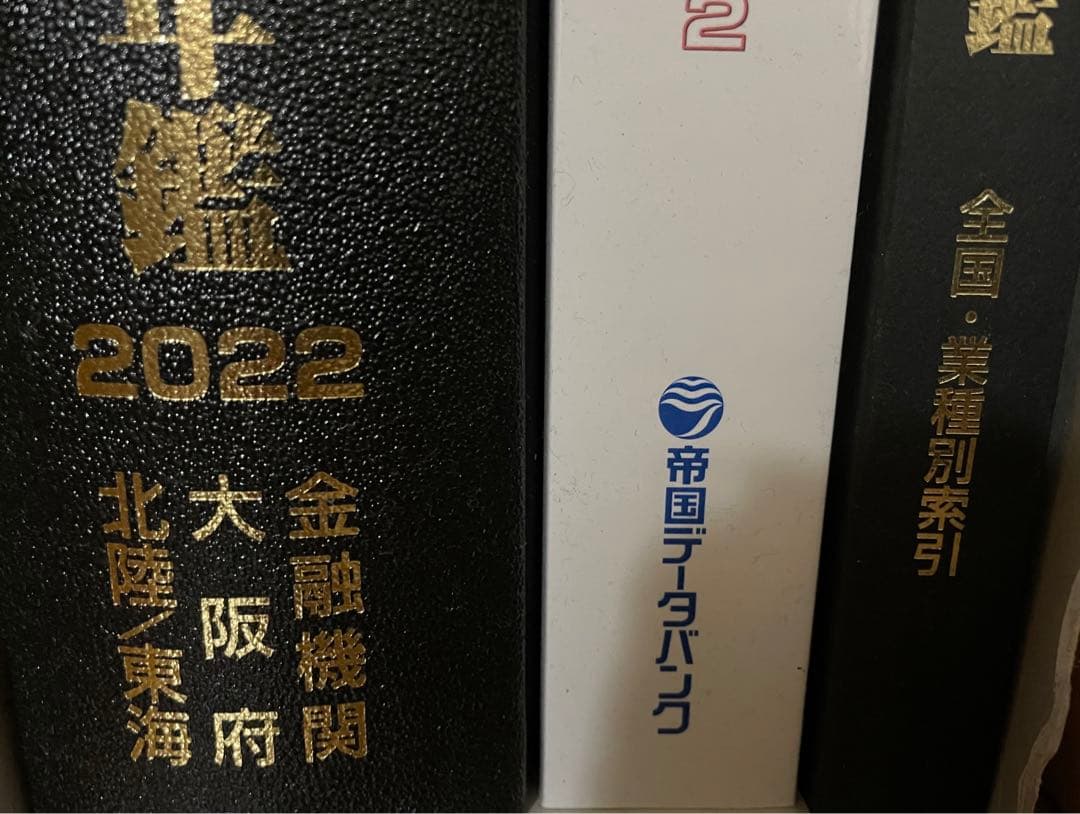 年鑑
2022
金融機関
大阪府
北陸/東海
2
帝国データバンク
鑑
全国・業種別索引